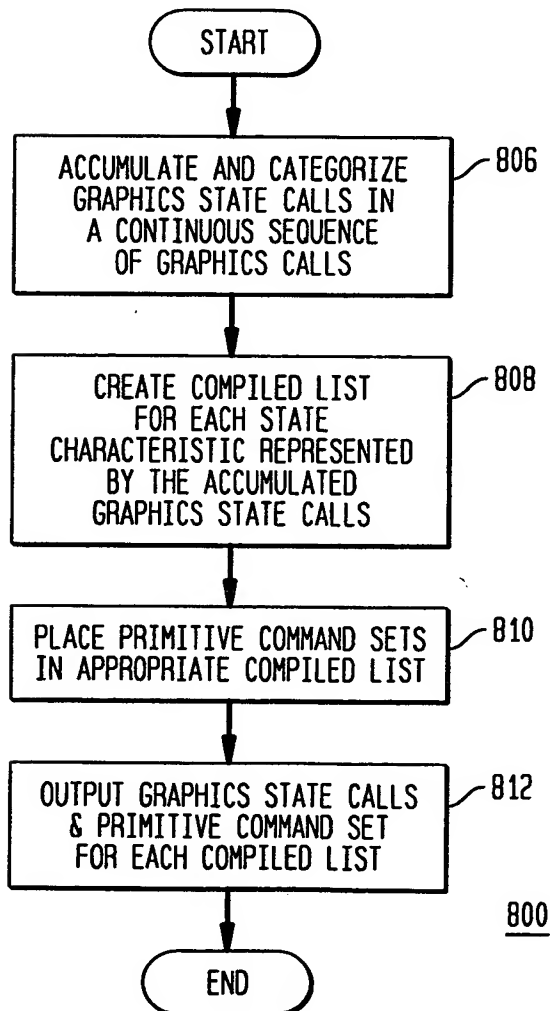 START
ACCUMULATE AND CATEGORIZE
GRAPHICS STATE CALLS IN
A CONTINUOUS SEQUENCE
OF GRAPHICS CALLS
806
CREATE COMPILED LIST
FOR EACH STATE
CHARACTERISTIC REPRESENTED
BY THE ACCUMULATED
GRAPHICS STATE CALLS
808
PLACE PRIMITIVE COMMAND SETS
IN APPROPRIATE COMPILED LIST
810
OUTPUT GRAPHICS STATE CALLS
& PRIMITIVE COMMAND SET
FOR EACH COMPILED LIST
812
800
END